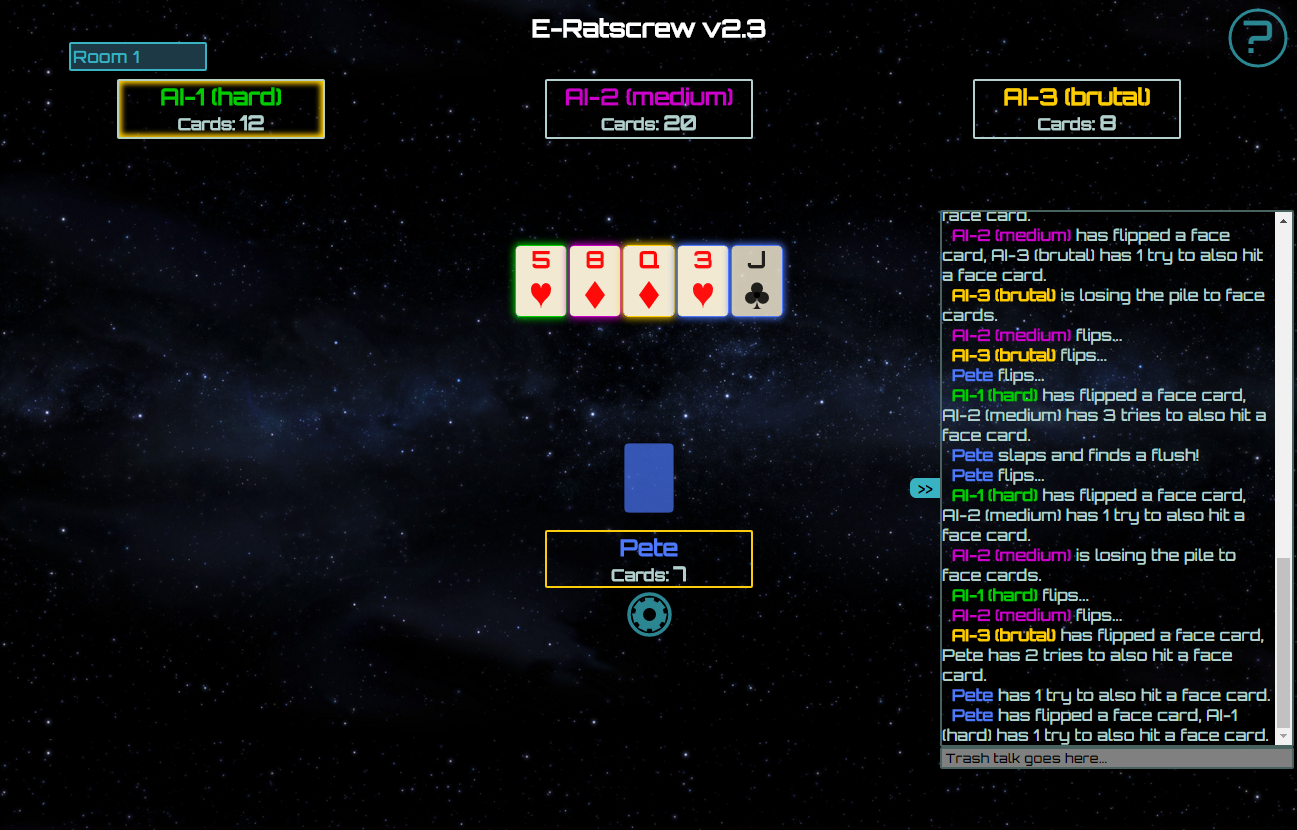 E-Ratscrew v2.3
?
Room 1
AI-1 (hard)
Cards: 12
AI-2 (medium)
Cards: 20
AI-3 (brutal)
Cards: 8
5 8 Q 3 J
face card.
AI-2 (medium) has flipped a face
card, AI-3 (brutal) has 1 try to also hit
a face card.
AI-3 (brutal) is losing the pile to face
cards.
AI-2 (medium) flips...
AI-3 (brutal) flips...
Pete flips...
AI-1 (hard) has flipped a face card,
AI-2 (medium) has 3 tries to also hit a
face card.
Pete slaps and finds a flush!
Pete flips...
AI-1 (hard) has flipped a face card,
AI-2 (medium) has 1 try to also hit a
face card.
AI-2 (medium) is losing the pile to
face cards.
AI-1 (hard) flips...
AI-2 (medium) flips...
AI-3 (brutal) has flipped a face card,
Pete has 2 tries to also hit a face
card.
Pete has 1 try to also hit a face card.
Pete has flipped a face card, AI-1
(hard) has 1 try to also hit a face card.
>>
Trash talk goes here...
Pete
Cards: 7